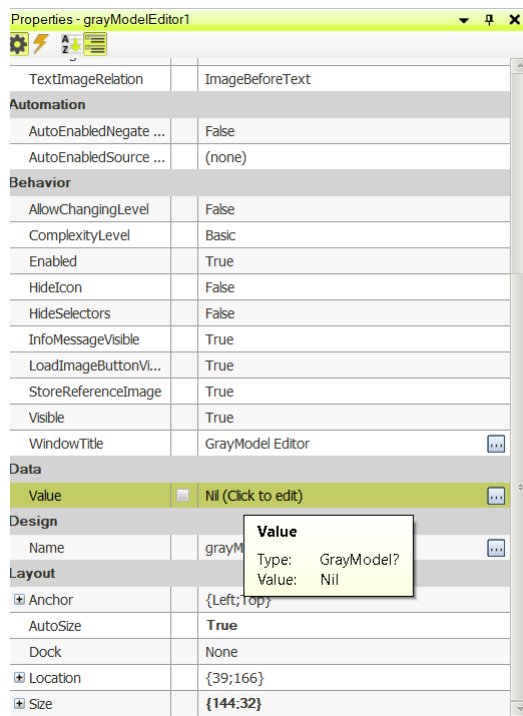 Properties - grayModelEditor1
TextImageRelation ImageBeforeText
Automation
AutoEnabledNegate ... False
AutoEnabledSource ... (none)
Behavior
AllowChangingLevel False
ComplexityLevel Basic
Enabled True
HideIcon False
HideSelectors False
InfoMessageVisible True
LoadImageButtonVi... True
StoreReferenceImage True
Visible True
WindowTitle GrayModel Editor ...
Data
Value Nil (Click to edit) ...
Design
Name grayM ...
Value
Type: GrayModel?
Value: Nil
Layout
Anchor {Left;Top}
AutoSize True
Dock None
Location {39;166}
Size {144;32}